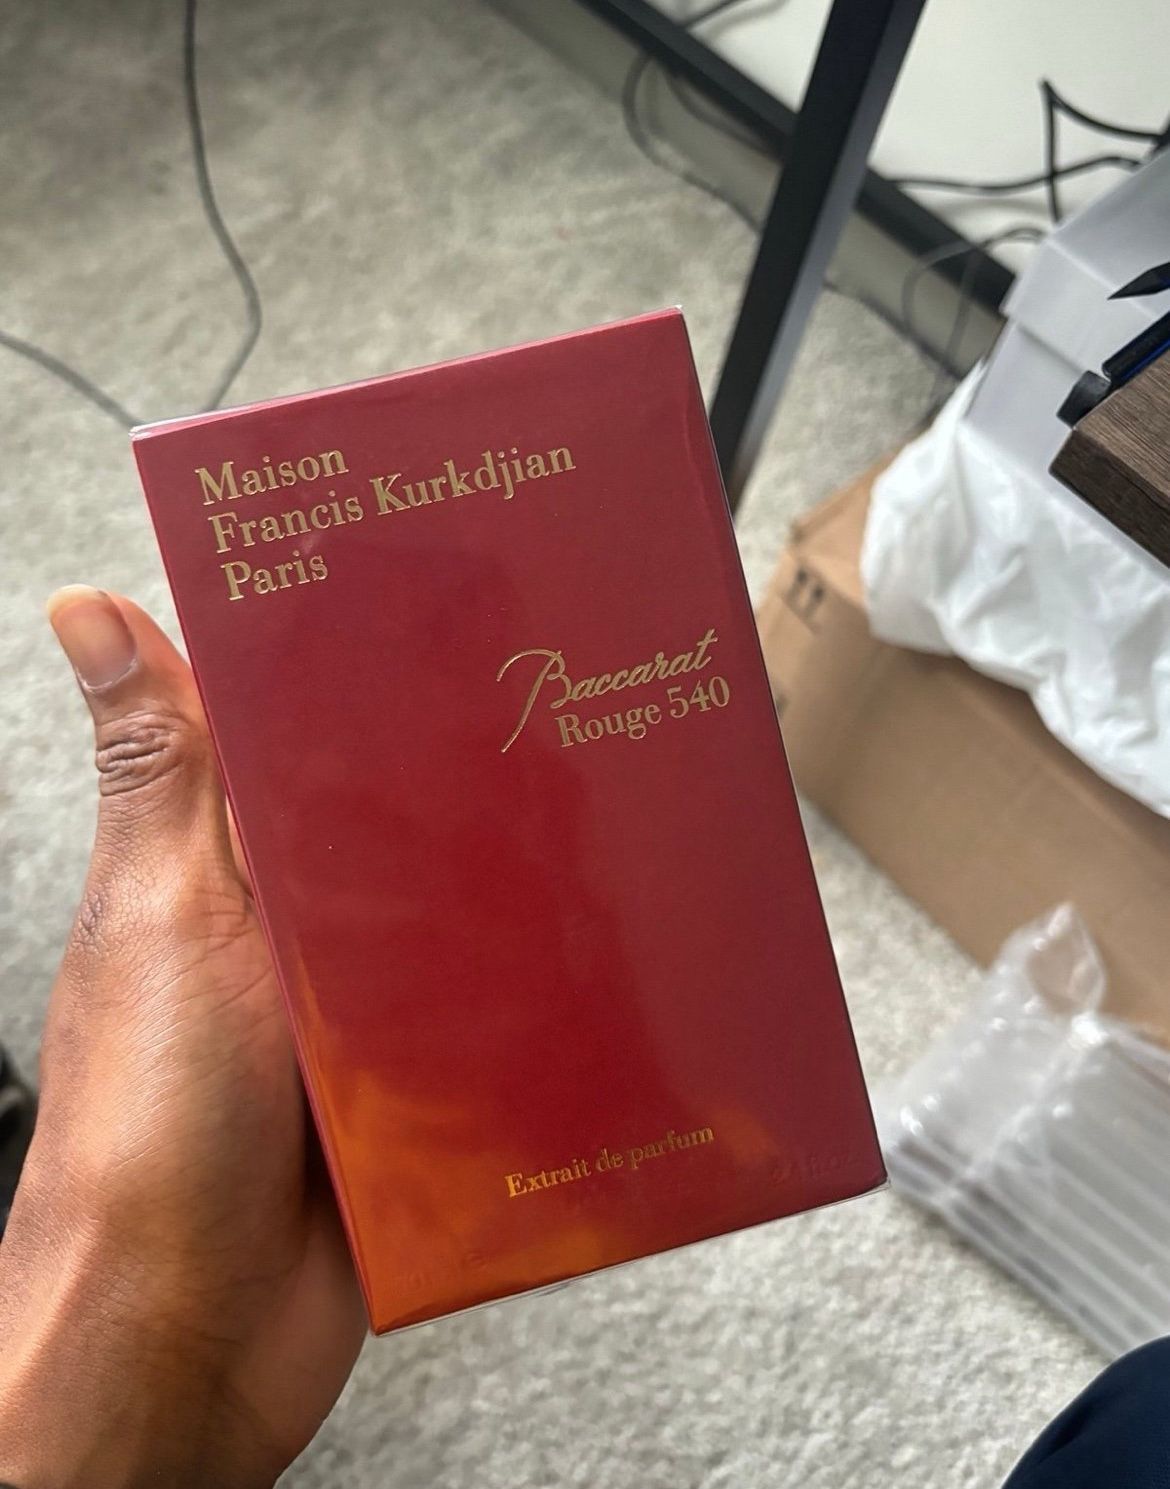 Maison
Francis Kurkdjian
Paris
Baccarat
Rouge 540
Extrait de parfum